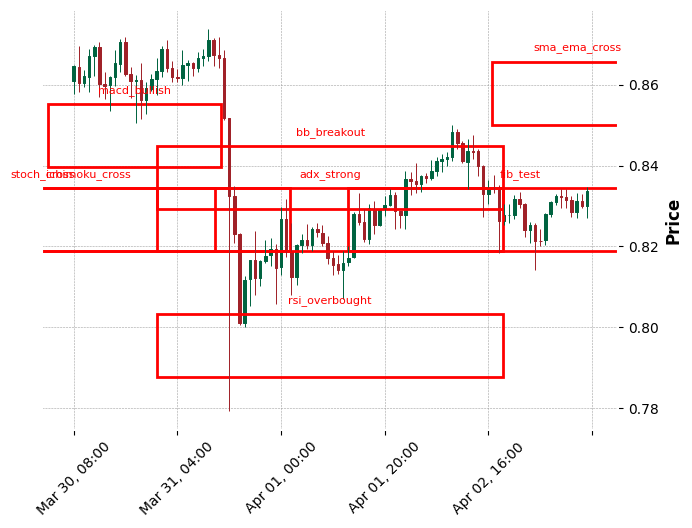 sma_ema_cross
0.86
macd_bullish
bb_breakout
0.84
stoch_cross
ichimoku_cross
adx_strong
fib_test
Price
0.82
rsi_overbought
0.80
0.78
Mar 30, 08:00
Mar 31, 04:00
Apr 01, 00:00
Apr 01, 20:00
Apr 02, 16:00